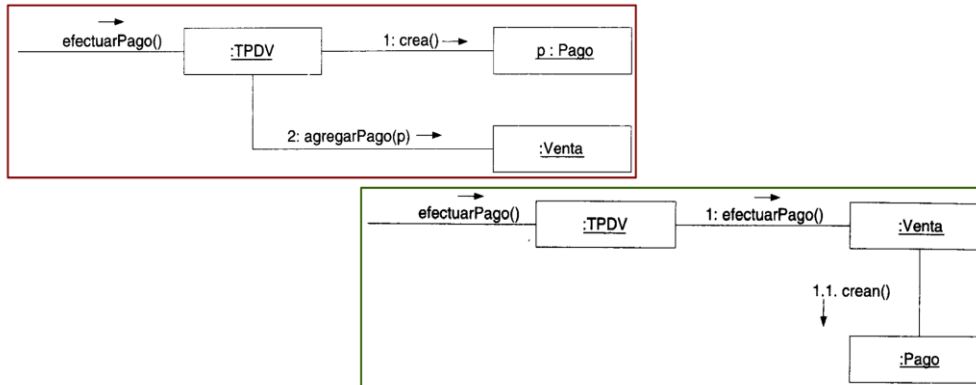 efectuarPago()
:TPDV
1: crea()
p : Pago
2: agregarPago(p)
:Venta
efectuarPago()
:TPDV
1: efectuarPago()
:Venta
1.1. crean()
:Pago